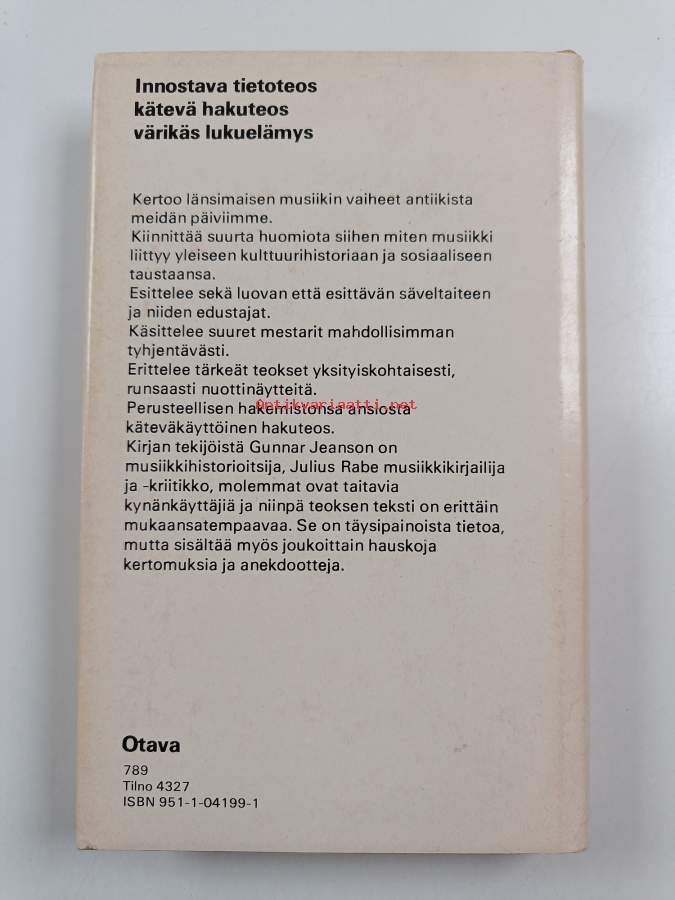 Innostava tietoteos
kätevä hakuteos
värikäs lukuelämys
Kertoo länsimaisen musiikin vaiheet antiikista
meidän päiviimme.
Kiinnittää suurta huomiota siihen miten musiikki
liittyy yleiseen kulttuurihistoriaan ja sosiaaliseen
taustaansa.
Esittelee sekä luovan että esittävän säveltaiteen
ja niiden edustajat.
Käsittelee suuret mestarit mahdollisimman
tyhjentävästi.
Erittelee tärkeät teokset yksityiskohtaisesti,
runsaasti nuottinäytteitä.
Perusteellisen hakemistonsa ansiosta
käteväkäyttöinen hakuteos.
Kirjan tekijöistä Gunnar Jeanson on
musiikkihistorioitsija, Julius Rabe musiikkikirjailija
ja -kriitikko, molemmat ovat taitavia
kynänkäyttäjiä ja niinpä teoksen teksti on erittäin
mukaansatempaavaa. Se on täysipainoista tietoa,
mutta sisältää myös joukoittain hauskoja
kertomuksia ja anekdootteja.
Otava
789
Tilno 4327
ISBN 951-1-04199-1
Optikvariaatti.net